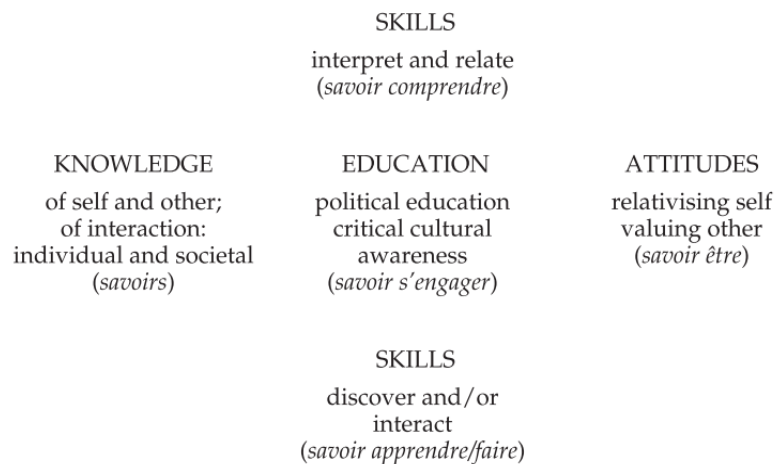 SKILLS
interpret and relate
(savoir comprendre)
KNOWLEDGE
of self and other;
of interaction:
individual and societal
(savoirs)
EDUCATION
political education
critical cultural
awareness
(savoir s'engager)
ATTITUDES
relativising self
valuing other
(savoir être)
SKILLS
discover and/or
interact
(savoir apprendre/faire)